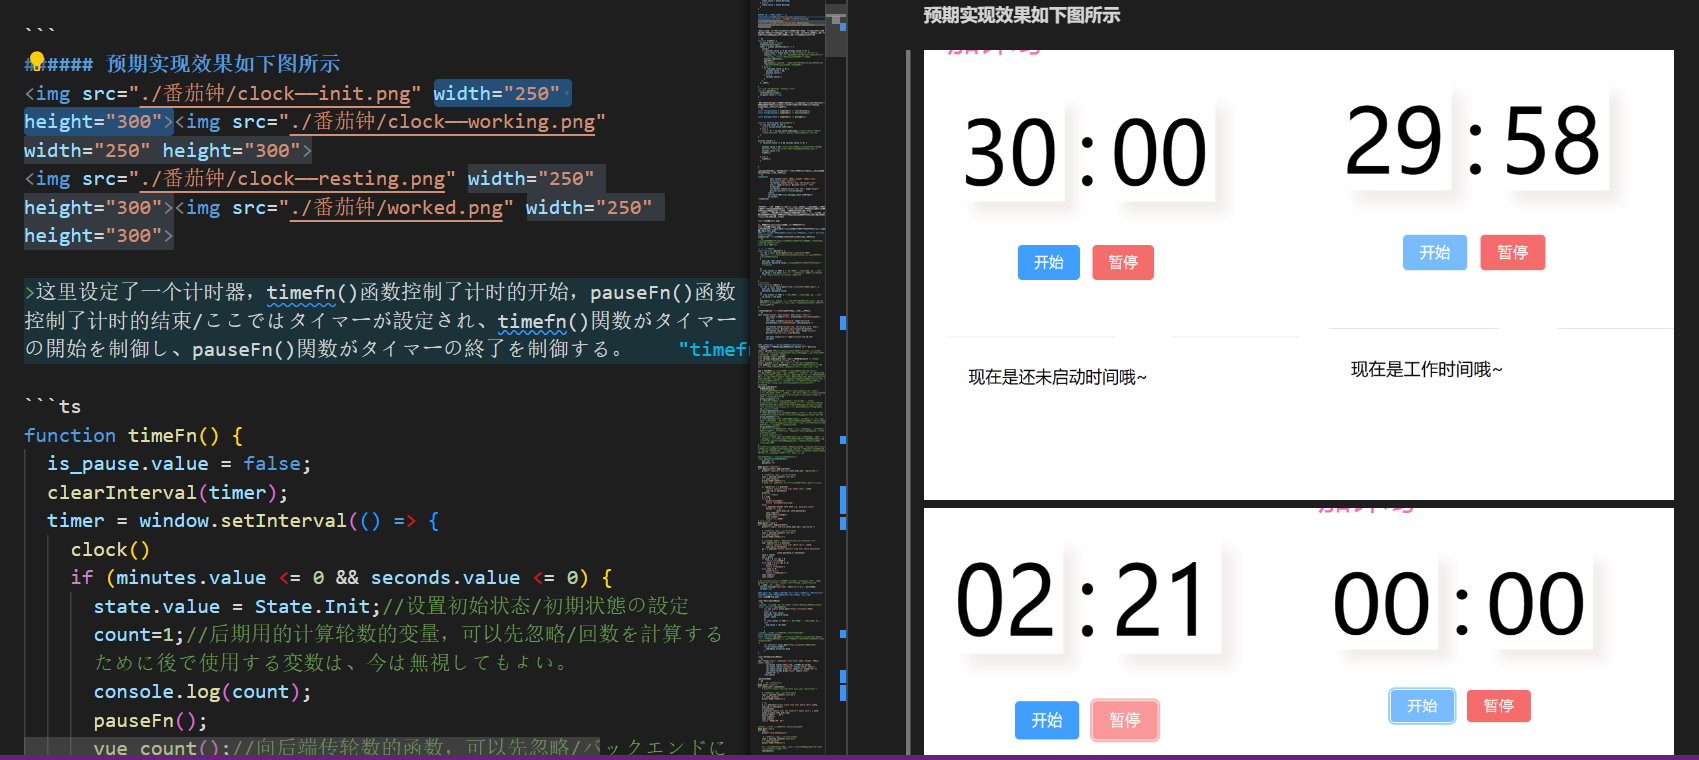 ```
###### 预期实现效果如下图所示
<img src="./番茄钟/clock——init.png" width="250"
height="300"><img src="./番茄钟/clock——working.png"
width="250" height="300">
<img src="./番茄钟/clock——resting.png" width="250"
height="300"><img src="./番茄钟/worked.png" width="250"
height="300">
>这里设定了一个计时器，timefn()函数控制了计时的开始，pauseFn()函数
控制了计时的结束/ここではタイマーが設定され、timefn()関数がタイマー
の開始を制御し、pauseFn()関数がタイマーの終了を制御する。 "timefn
```ts
function timeFn() {
is_pause.value = false;
clearInterval(timer);
timer = window.setInterval(() => {
clock()
if (minutes.value <= 0 && seconds.value <= 0) {
state.value = State.Init;//设置初始状态/初期状態の設定
count=1;//后期用的计算轮数的变量，可以先忽略/回数を計算する
ために後で使用する変数は、今は無視してもよい。
console.log(count);
pauseFn();
vue_count();//向后端传轮数的函数，可以先忽略/バックエンドに
预期实现效果如下图所示
30:00
开始 暂停
现在是还未启动时间哦~
29:58
开始 暂停
现在是工作时间哦~
02:21
开始 暂停
00:00
开始 暂停